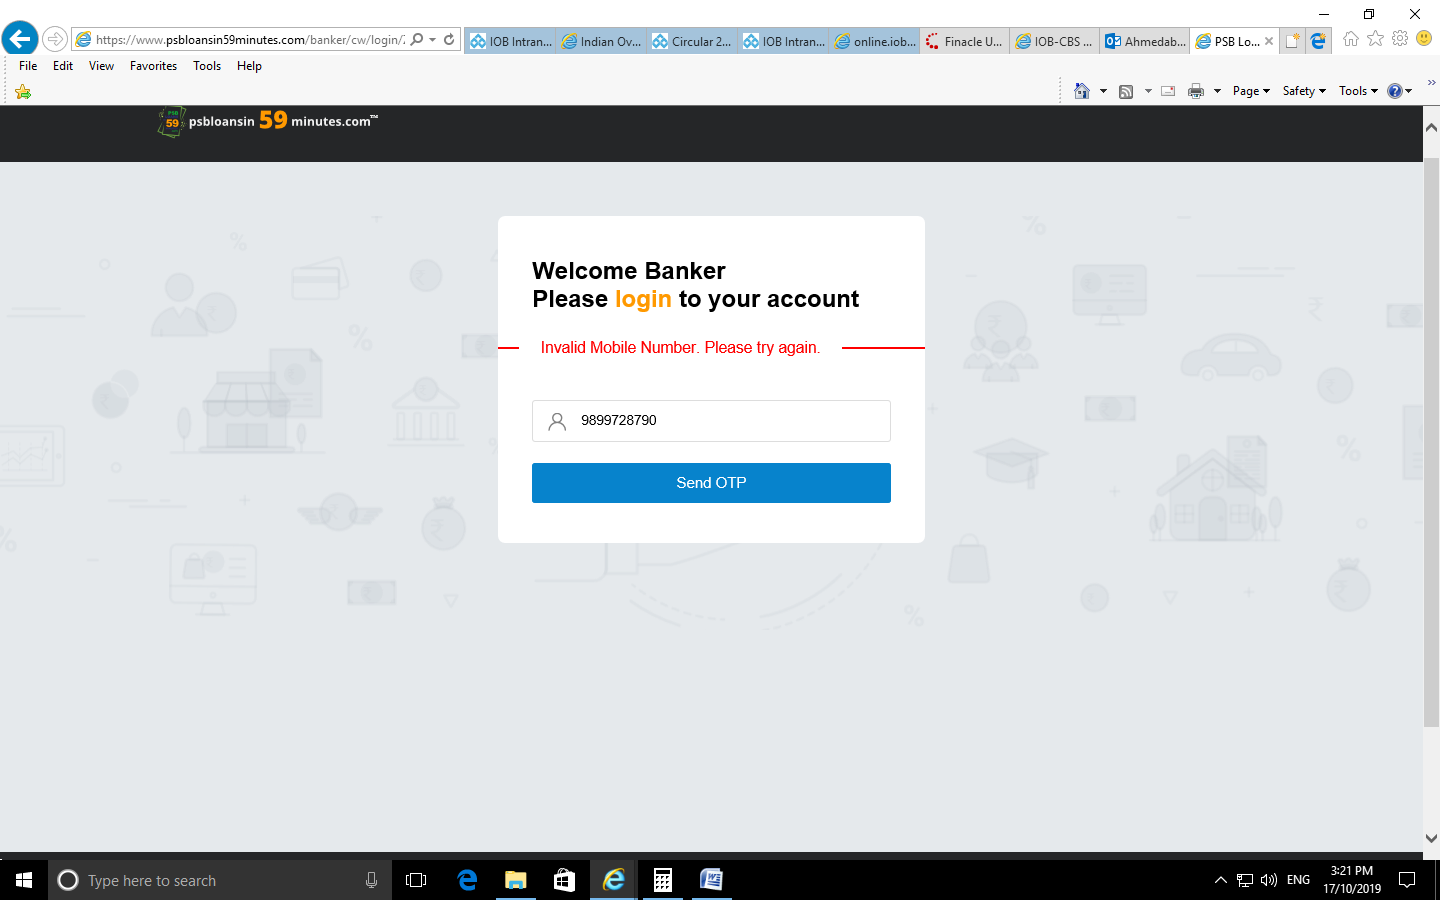 https://www.psbloansin59minutes.com/banker/cw/login/
IOB Intran...
Indian Ov...
Circular 2...
IOB Intran...
online.iob...
Finacle U...
IOB-CBS ...
Ahmedab...
PSB Lo...
File Edit View Favorites Tools Help
Page Safety Tools
PSB 59 psbloansin 59 minutes.com™
Welcome Banker
Please login to your account
Invalid Mobile Number. Please try again.
9899728790
Send OTP
Type here to search
ENG
3:21 PM
17/10/2019